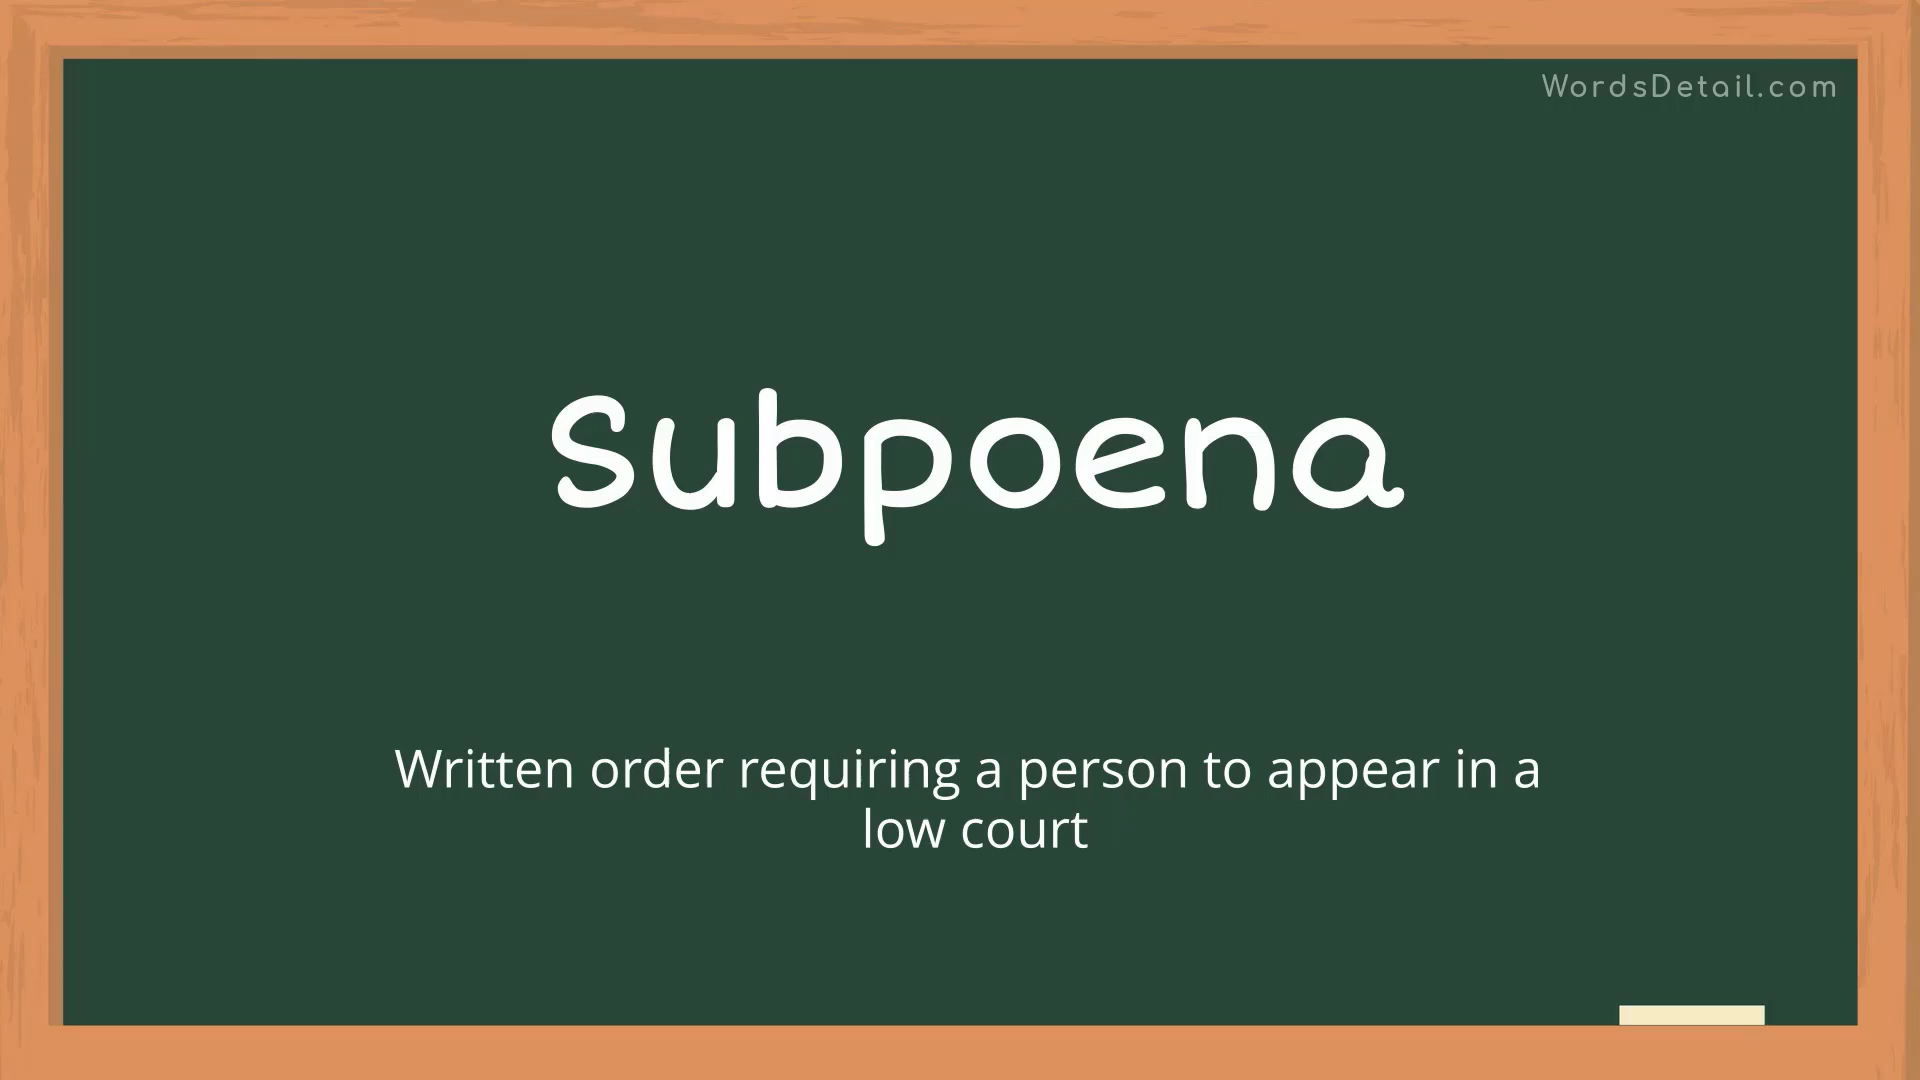 WordsDetail.com
Subpoena
Written order requiring a person to appear in a
low court